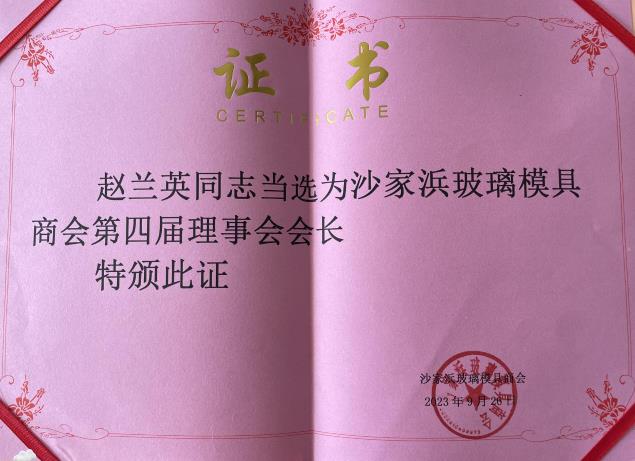 证 书
CERTIFICATE
赵兰英同志当选为沙家浜玻璃模具
商会第四届理事会会长
特颁此证
沙家浜玻璃模具商会
2023年9月26日